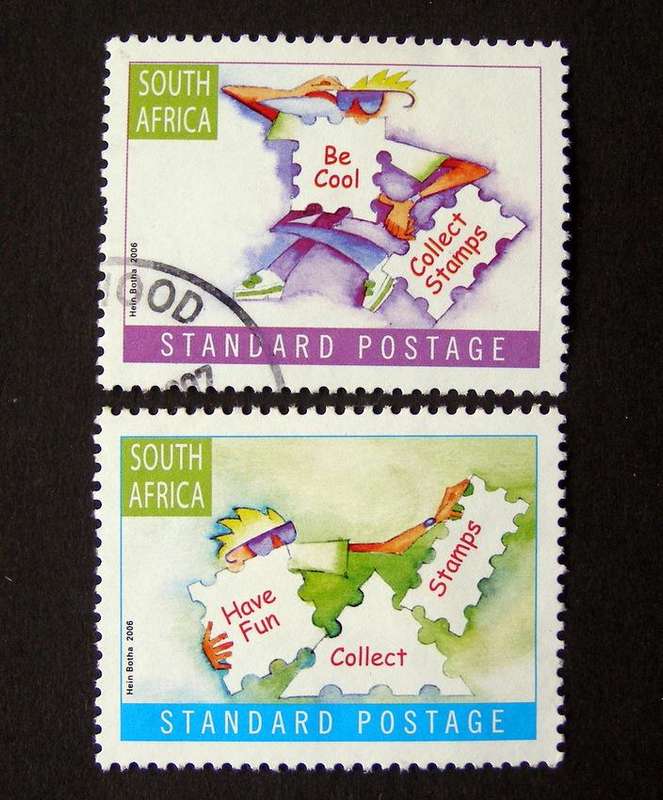 SOUTH
AFRICA
Be
Cool
Collect
Stamps
Hein Botha 2006
OOD
STANDARD POSTAGE
SOUTH
AFRICA
Have
Fun
Collect
Stamps
Hein Botha 2006
STANDARD POSTAGE